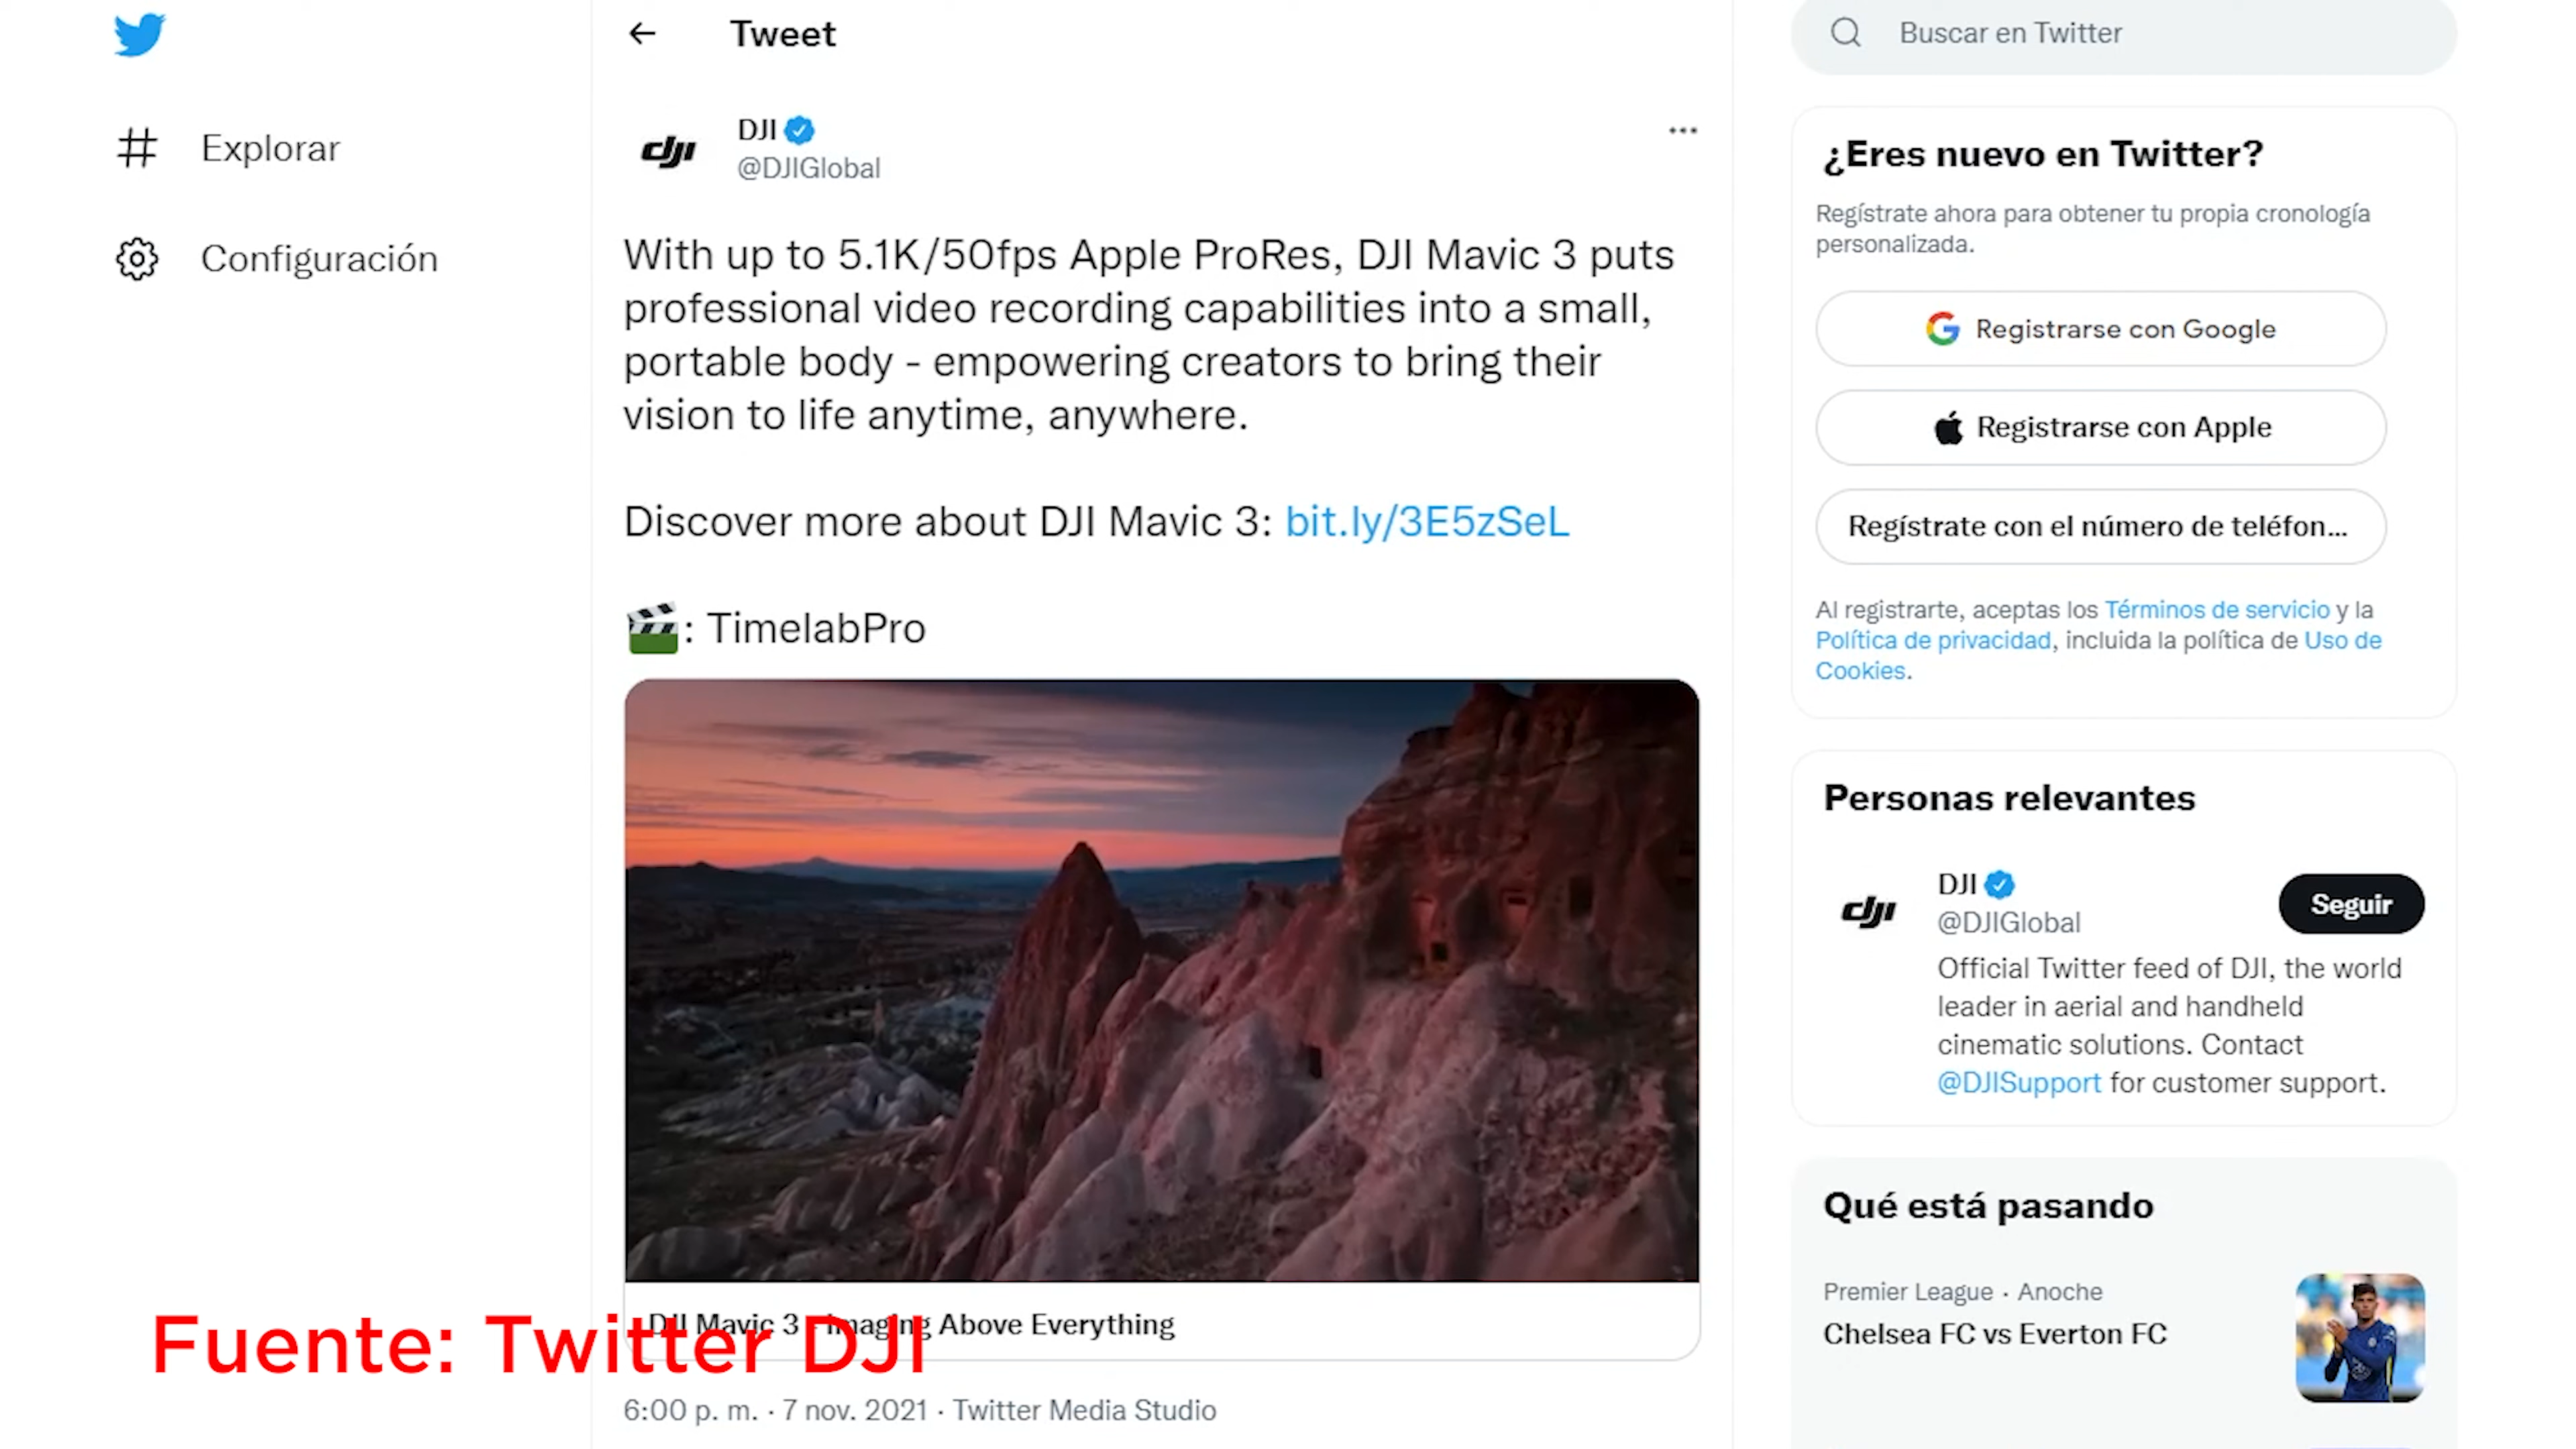 Explorar
Configuración
Tweet
dji
DJI
@DJIGlobal
With up to 5.1K/50fps Apple ProRes, DJI Mavic 3 puts
professional video recording capabilities into a small,
portable body - empowering creators to bring their
vision to life anytime, anywhere.
Discover more about DJI Mavic 3: bit.ly/3E5zSeL
: TimelabPro
DJI Mavic 3 - Imaging Above Everything
Fuente: Twitter DJI
6:00 p. m. · 7 nov. 2021 · Twitter Media Studio
Buscar en Twitter
¿Eres nuevo en Twitter?
Regístrate ahora para obtener tu propia cronología
personalizada.
Registrarse con Google
Registrarse con Apple
Regístrate con el número de teléfon...
Al registrarte, aceptas los Términos de servicio y la
Política de privacidad, incluida la política de Uso de
Cookies.
Personas relevantes
dji
DJI
@DJIGlobal
Seguir
Official Twitter feed of DJI, the world
leader in aerial and handheld
cinematic solutions. Contact
@DJISupport for customer support.
Qué está pasando
Premier League · Anoche
Chelsea FC vs Everton FC